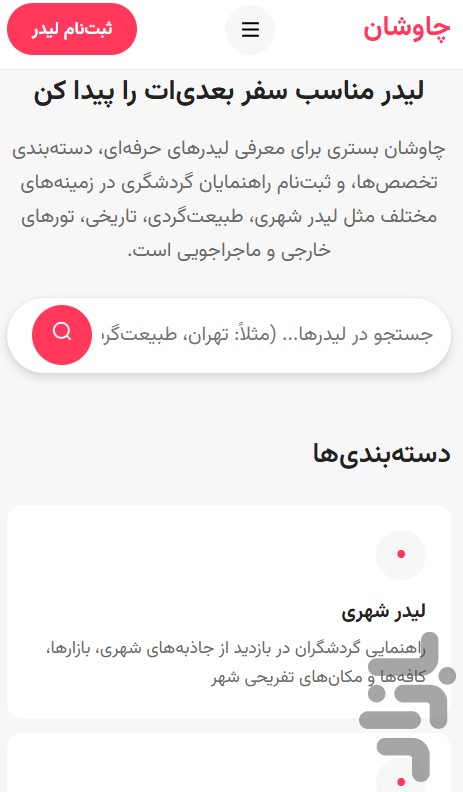 چاوشان
ثبت‌نام لیدر
لیدر مناسب سفر بعدی‌ات را پیدا کن
چاوشان بستری برای معرفی لیدرهای حرفه‌ای، دسته‌بندی
تخصص‌ها، و ثبت‌نام راهنمایان گردشگری در زمینه‌های
مختلف مثل لیدر شهری، طبیعت‌گردی، تاریخی، تورهای
خارجی و ماجراجویی است.
جستجو در لیدرها... (مثلاً: تهران، طبیعت‌گرد
دسته‌بندی‌ها
لیدر شهری
راهنمایی گردشگران در بازدید از جاذبه‌های شهری، بازارها،
کافه‌ها و مکان‌های تفریحی شهر
بازار